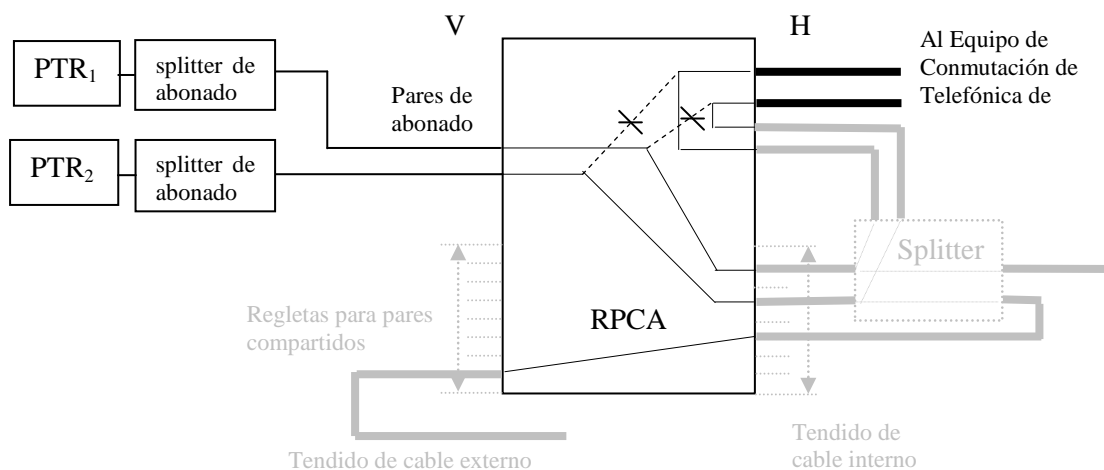 V
H
PTR1
splitter de
abonado
Pares de
abonado
Al Equipo de
Conmutación de
Telefónica de
PTR2
splitter de
abonado
Splitter
Regletas para pares
compartidos
RPCA
Tendido de cable externo
Tendido de
cable interno